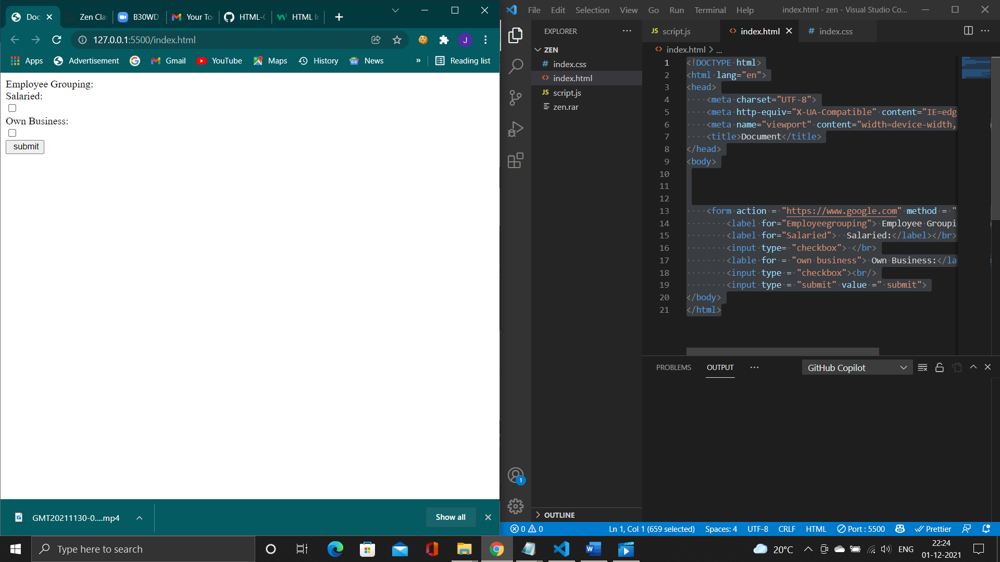 Doc
Zen Cla
B30WD
Your To
HTML-C
HTML I
127.0.0.1:5500/index.html
J
Apps
Advertisement
Gmail
YouTube
Maps
History
News
»
Reading list
Employee Grouping:
Salaried:
Own Business:
submit
GMT20211130-0....mp4
Show all
File Edit Selection View Go Run Terminal Help
index.html - zen - Visual Studio Co...
EXPLORER
JS script.js
<> index.html
# index.css
ZEN
# index.css
<> index.html
JS script.js
zen.rar
<> index.html > ...
1 <!DOCTYPE html>
2 <html lang="en">
3 <head>
4 <meta charset="UTF-8">
5 <meta http-equiv="X-UA-Compatible" content="IE=edg
6 <meta name="viewport" content="width=device-width,
7 <title>Document</title>
8 </head>
9 <body>
10
11
12
13 <form action = "https://www.google.com" method = "
14 <label for="Employeegrouping"> Employee Groupi
15 <label for="Salaried"> Salaried:</label></br>
16 <input type= "checkbox"> </br>
17 <lable for = "own business"> Own Business:</la
18 <input type = "checkbox"><br/>
19 <input type = "submit" value =" submit">
20 </body>
21 </html>
PROBLEMS OUTPUT
GitHub Copilot
1
OUTLINE
0 0
Ln 1, Col 1 (659 selected)
Spaces: 4
UTF-8
CRLF
HTML
Port : 5500
Prettier
Type here to search
20°C
ENG
22:24
01-12-2021